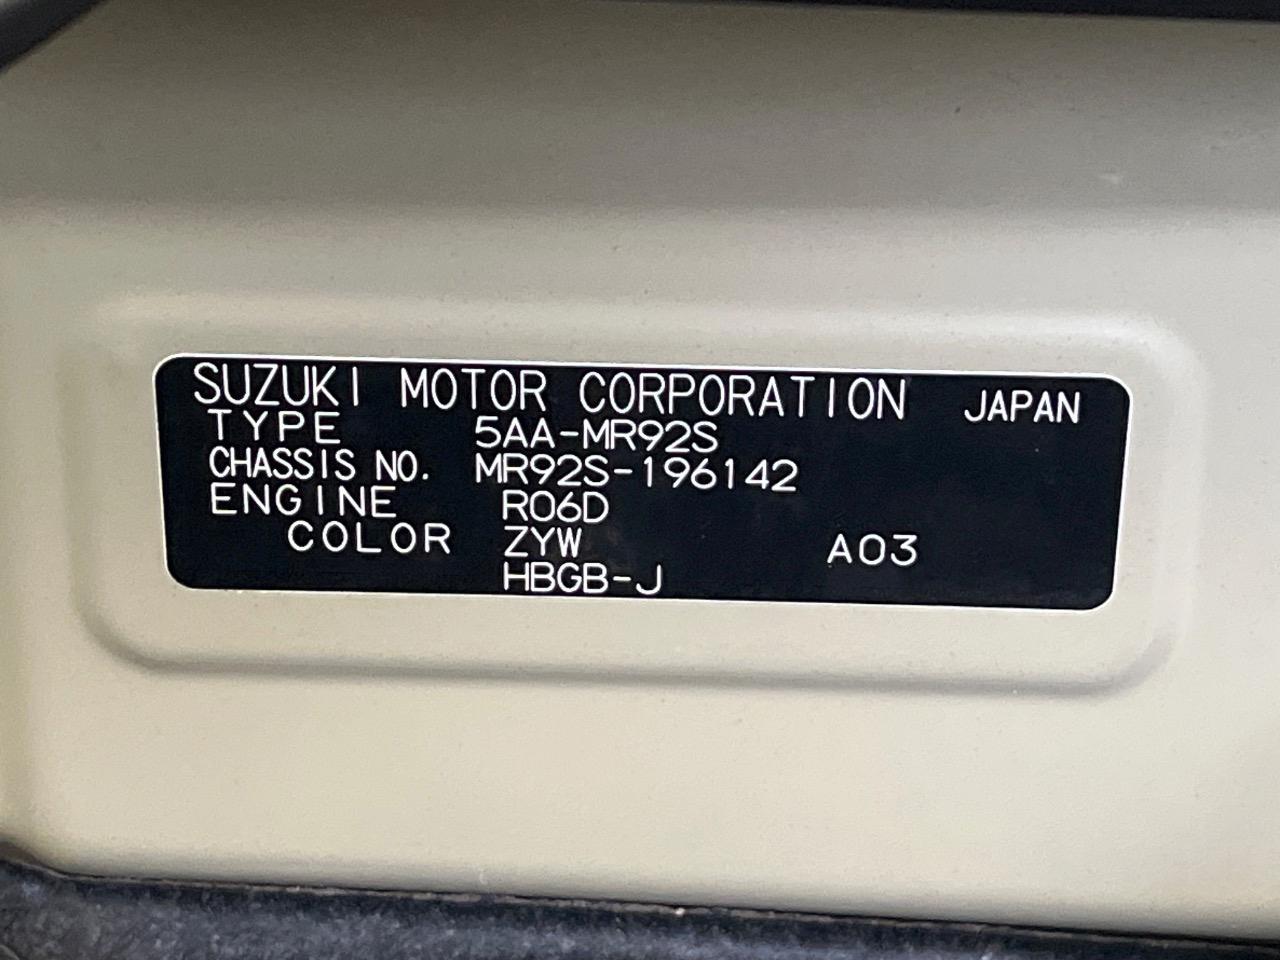 SUZUKI MOTOR CORPORATION JAPAN
TYPE 5AA-MR92S
CHASSIS NO. MR92S-196142
ENGINE R06D
COLOR ZYW A03
HBGB-J